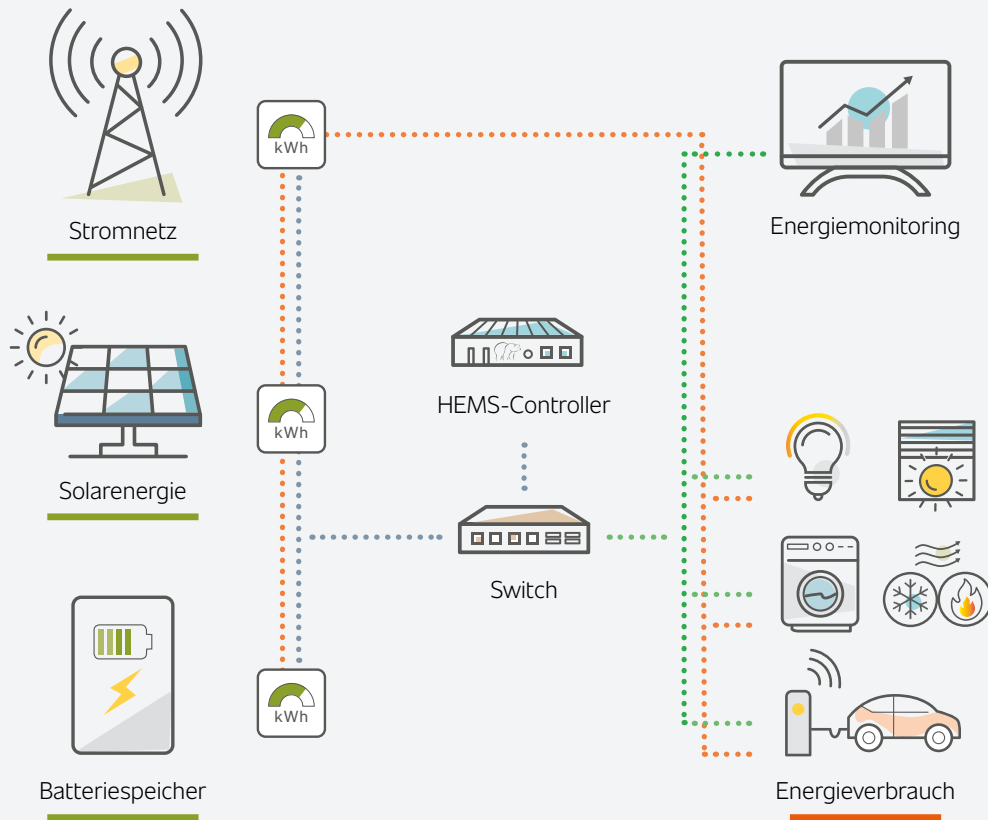 kWh
Stromnetz
Energiemonitoring
HEMS-Controller
kWh
Solarenergie
Switch
kWh
Batteriespeicher
Energieverbrauch